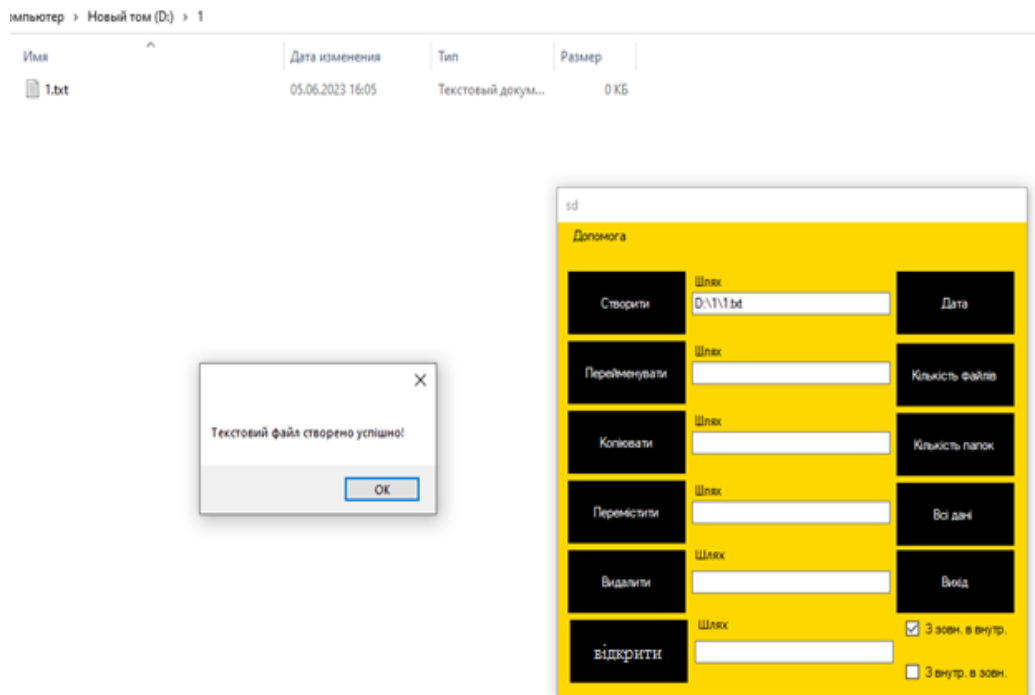 омпьютер > Новый том (D:) > 1
Имя Дата изменения Тип Размер
1.txt 05.06.2023 16:05 Текстовый докум... 0 КБ
sd
Допомога
Шлях
Створити D:\1\1.txt Дата
Шлях
Перейменувати Кількість файлів
Шлях
Копіювати Кількість папок
Шлях
Перемістити Всі дані
Шлях
Видалити Вихід
Шлях
З зовн. в внутр.
відкрити
З внутр. в зовн.
Текстовий файл створено успішно!
OK